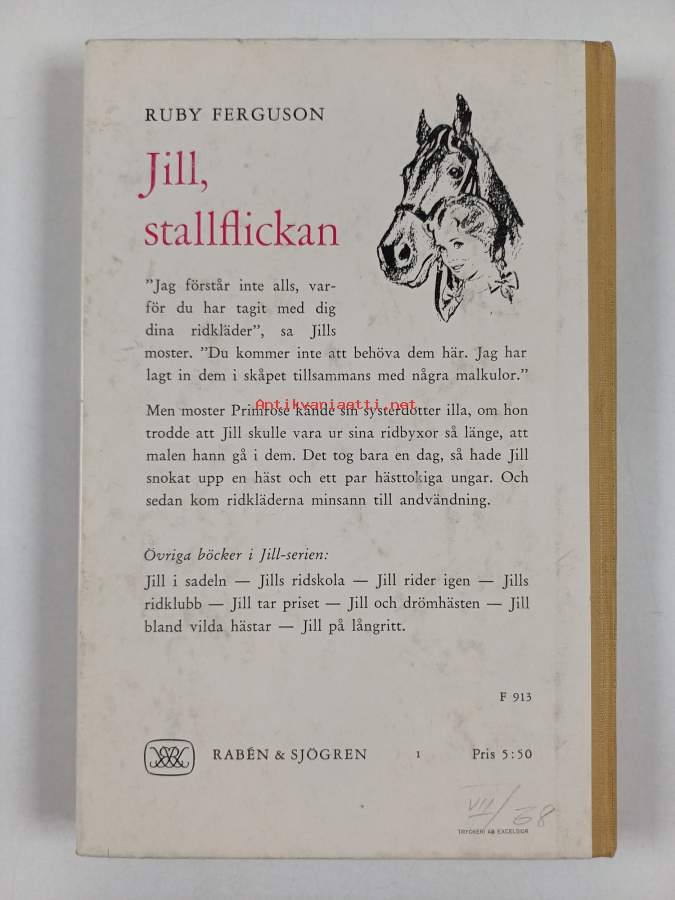 RUBY FERGUSON
Jill,
stallflickan
”Jag förstår inte alls, var-
för du har tagit med dig
dina ridkläder”, sa Jills
moster. ”Du kommer inte att behöva dem här. Jag har
lagt in dem i skåpet tillsammans med några malkulor.”
Antikvariaatti.net
Men moster Primrose kände sin systerdotter illa, om hon
trodde att Jill skulle vara ur sina ridbyxor så länge, att
malen hann gå i dem. Det tog bara en dag, så hade Jill
snokat upp en häst och ett par hästtokiga ungar. Och
sedan kom ridkläderna minsann till andvändning.
Övriga böcker i Jill-serien:
Jill i sadeln — Jills ridskola — Jill rider igen — Jills
ridklubb — Jill tar priset — Jill och drömhästen — Jill
bland vilda hästar — Jill på långritt.
F 913
RABÉN & SJÖGREN 1 Pris 5:50
VII/68
TRYCKERI AB EXCELSIOR